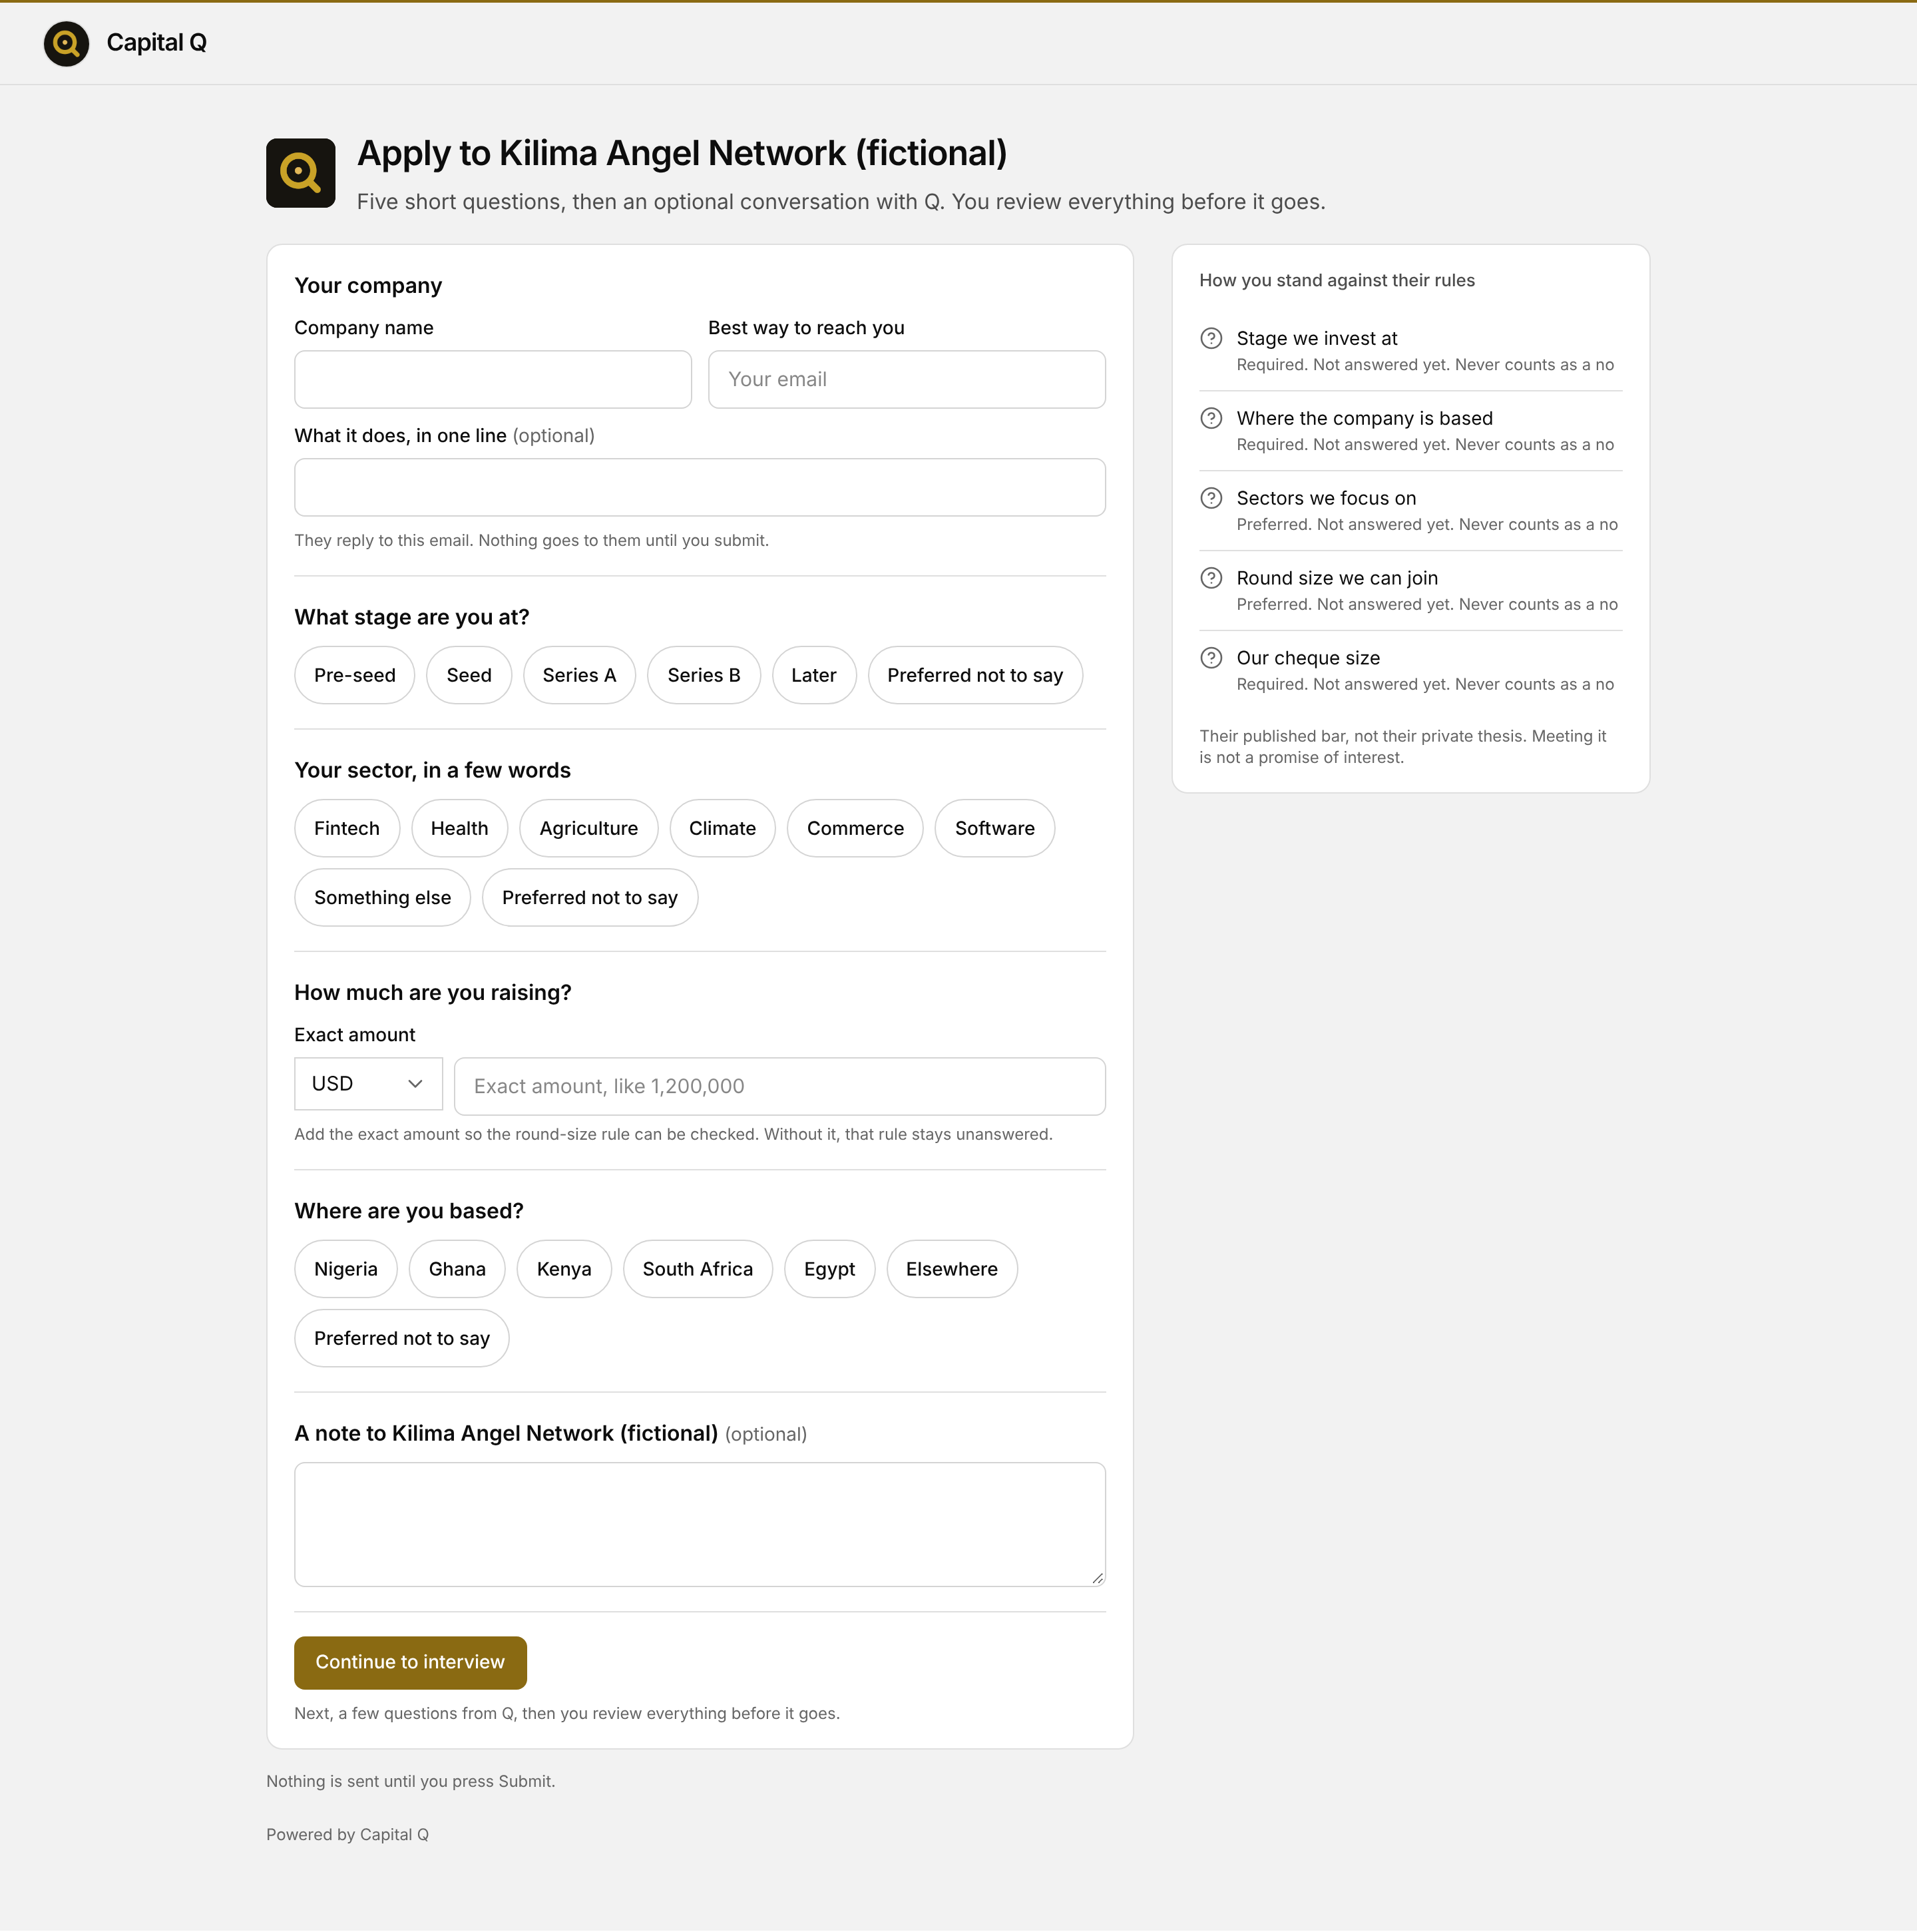 Capital Q
Apply to Kilima Angel Network (fictional)
Five short questions, then an optional conversation with Q. You review everything before it goes.
Your company
Company name
Best way to reach you
Your email
What it does, in one line (optional)
They reply to this email. Nothing goes to them until you submit.
What stage are you at?
Pre-seed
Seed
Series A
Series B
Later
Preferred not to say
Your sector, in a few words
Fintech
Health
Agriculture
Climate
Commerce
Software
Something else
Preferred not to say
How much are you raising?
Exact amount
USD
Exact amount, like 1,200,000
Add the exact amount so the round-size rule can be checked. Without it, that rule stays unanswered.
Where are you based?
Nigeria
Ghana
Kenya
South Africa
Egypt
Elsewhere
Preferred not to say
A note to Kilima Angel Network (fictional) (optional)
Continue to interview
Next, a few questions from Q, then you review everything before it goes.
How you stand against their rules
Stage we invest at
Required. Not answered yet. Never counts as a no
Where the company is based
Required. Not answered yet. Never counts as a no
Sectors we focus on
Preferred. Not answered yet. Never counts as a no
Round size we can join
Preferred. Not answered yet. Never counts as a no
Our cheque size
Required. Not answered yet. Never counts as a no
Their published bar, not their private thesis. Meeting it
is not a promise of interest.
Nothing is sent until you press Submit.
Powered by Capital Q